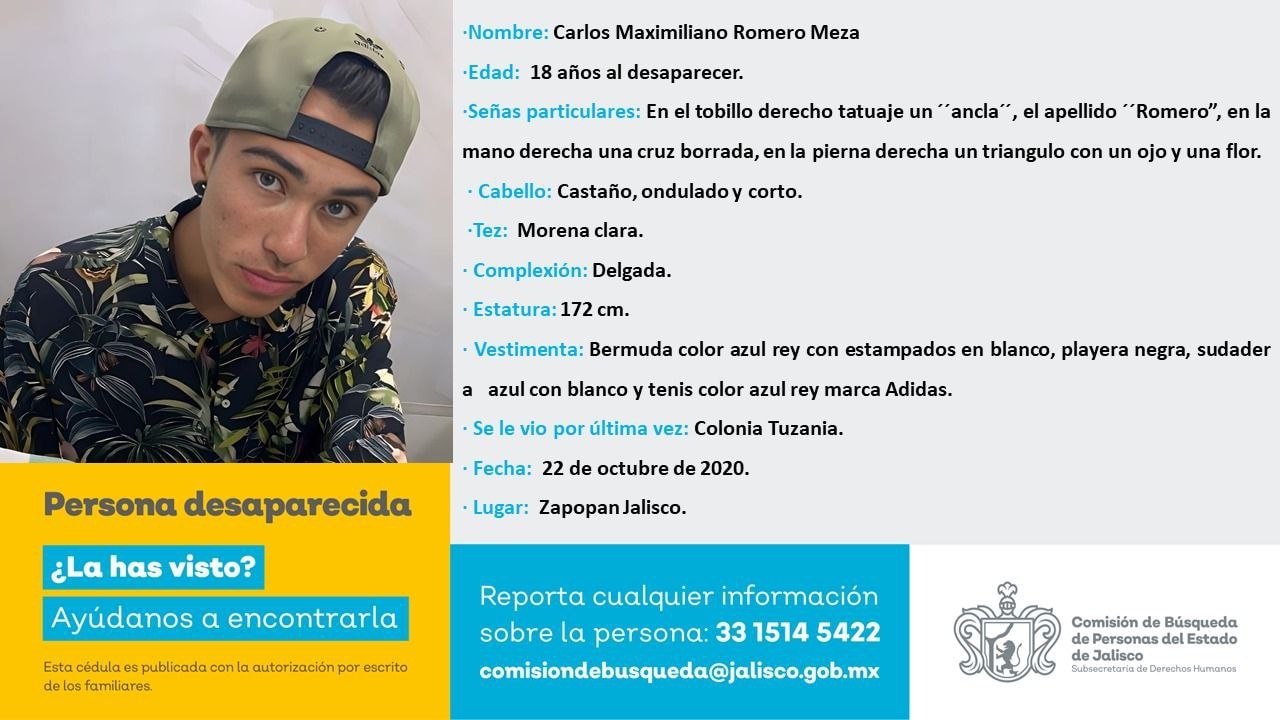 adidas
·Nombre: Carlos Maximiliano Romero Meza
·Edad: 18 años al desaparecer.
·Señas particulares: En el tobillo derecho tatuaje un ´´ancla´´, el apellido ´´Romero”, en la
mano derecha una cruz borrada, en la pierna derecha un triangulo con un ojo y una flor.
· Cabello: Castaño, ondulado y corto.
·Tez: Morena clara.
· Complexión: Delgada.
· Estatura: 172 cm.
· Vestimenta: Bermuda color azul rey con estampados en blanco, playera negra, sudader
a azul con blanco y tenis color azul rey marca Adidas.
· Se le vio por última vez: Colonia Tuzania.
· Fecha: 22 de octubre de 2020.
· Lugar: Zapopan Jalisco.
Persona desaparecida
¿La has visto?
Ayúdanos a encontrarla
Esta cédula es publicada con la autorización por escrito
de los familiares.
Reporta cualquier información
sobre la persona: 33 1514 5422
comisiondebusqueda@jalisco.gob.mx
Comisión de Búsqueda
de Personas del Estado
de Jalisco
Subsecretaría de Derechos Humanos